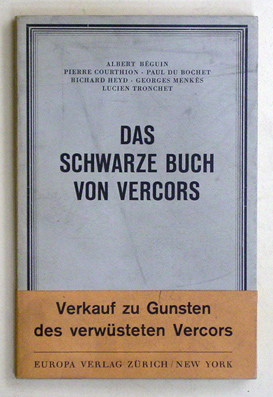 ALBERT BÉGUIN
PIERRE COURTHION · PAUL DU BOCHET
RICHARD HEYD · GEORGES MENKÈS
LUCIEN TRONCHET
DAS
SCHWARZE BUCH
VON VERCORS
Verkauf zu Gunsten
des verwüsteten Vercors
EUROPA VERLAG ZÜRICH / NEW YORK